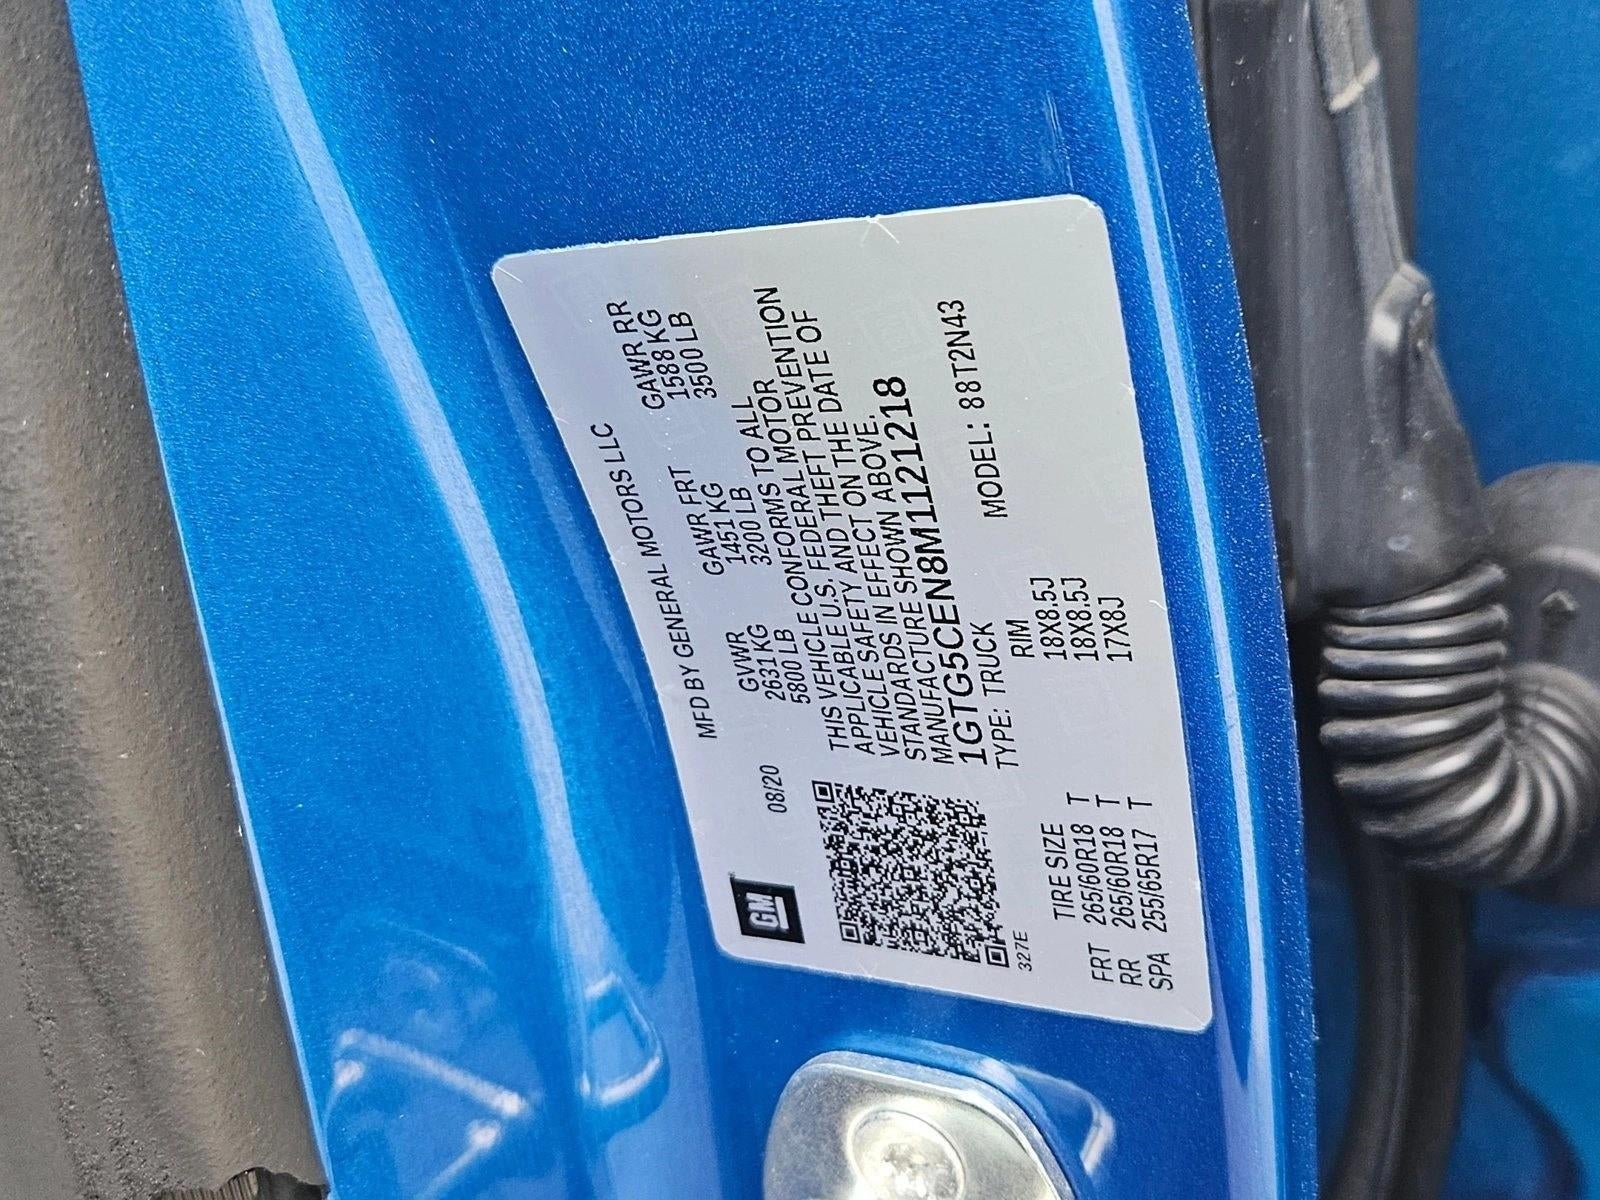 GM
MFD BY GENERAL MOTORS LLC
08/20
GVWR GAWR FRT GAWR RR
2631 KG 1451 KG 1588 KG
5800 LB 3200 LB 3500 LB
THIS VEHICLE CONFORMS TO ALL
APPLICABLE U.S. FEDERAL MOTOR
VEHICLE SAFETY AND THEFT PREVENTION
STANDARDS IN EFFECT ON THE DATE OF
MANUFACTURE SHOWN ABOVE.
1GTG5CEN8M1121218
TYPE: TRUCK MODEL: 88T2N43
327E
TIRE SIZE RIM
FRT 265/60R18 T 18X8.5J
RR 265/60R18 T 18X8.5J
SPA 255/65R17 T 17X8J